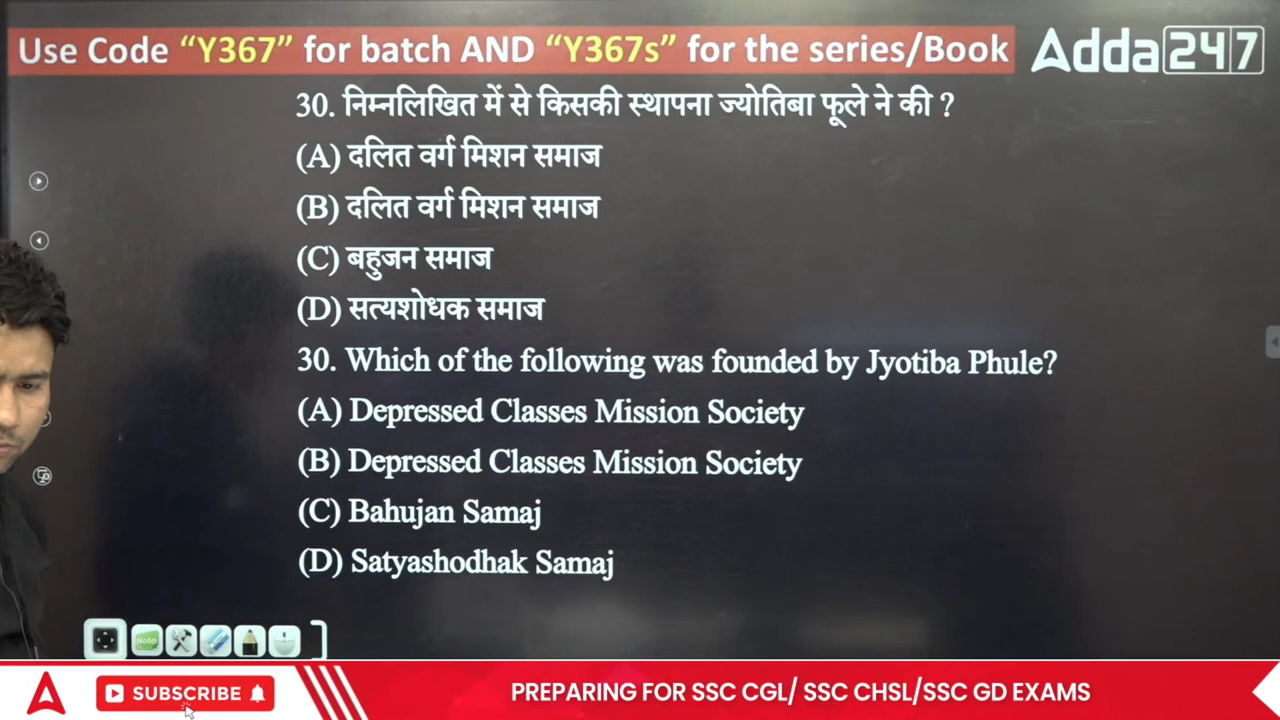 Use Code “Y367” for batch AND “Y367s” for the series/Book
Adda247
30. निम्नलिखित में से किसकी स्थापना ज्योतिबा फूले ने की ?
(A) दलित वर्ग मिशन समाज
(B) दलित वर्ग मिशन समाज
(C) बहुजन समाज
(D) सत्यशोधक समाज
30. Which of the following was founded by Jyotiba Phule?
(A) Depressed Classes Mission Society
(B) Depressed Classes Mission Society
(C) Bahujan Samaj
(D) Satyashodhak Samaj
Note
SUBSCRIBE
PREPARING FOR SSC CGL/ SSC CHSL/SSC GD EXAMS